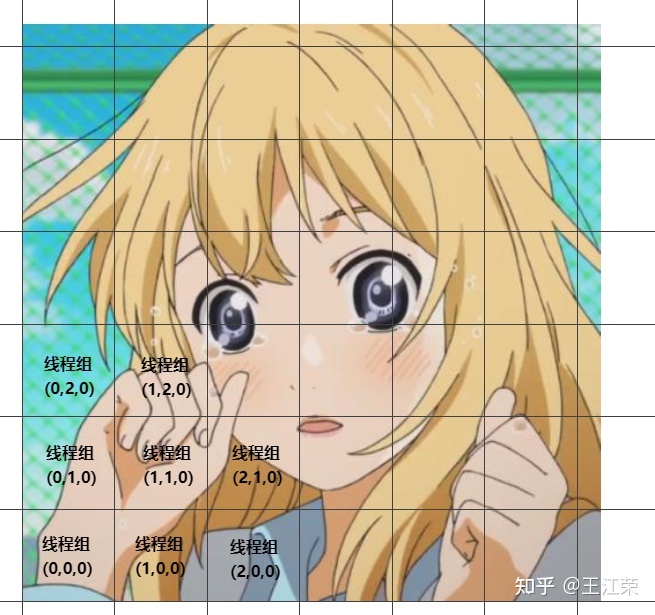 线程组 线程组
(0,2,0) (1,2,0)
线程组 线程组 线程组
(0,1,0) (1,1,0) (2,1,0)
线程组 线程组 线程组
(0,0,0) (1,0,0) (2,0,0)
知乎 @王江荣